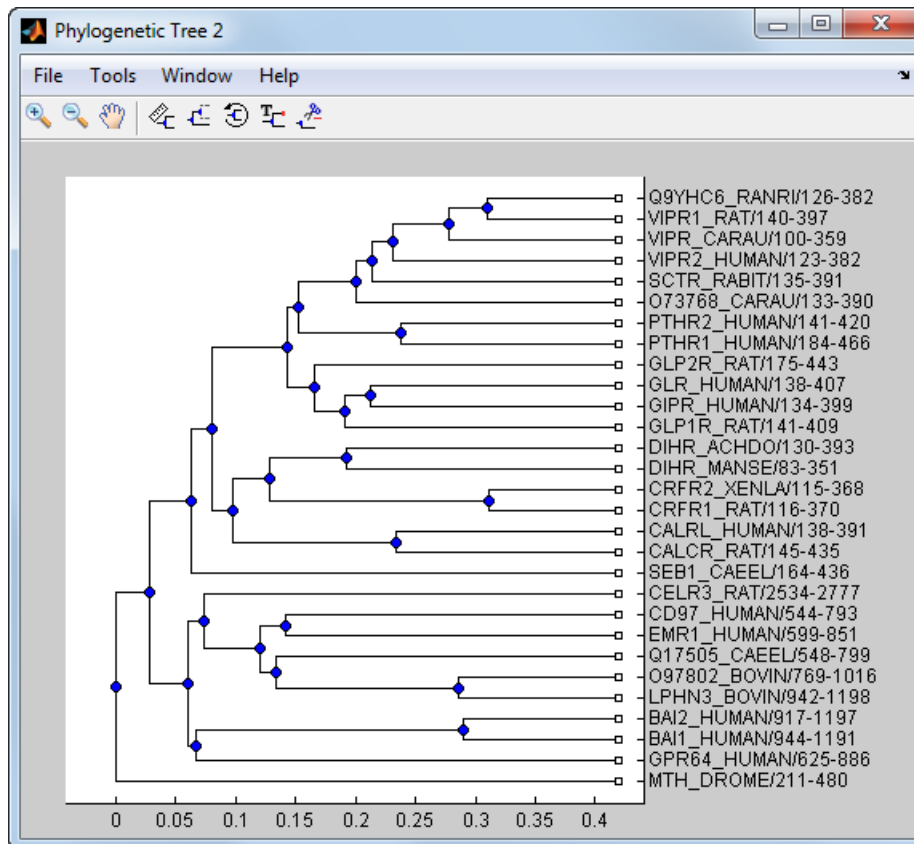 Phylogenetic Tree 2
File Tools Window Help
Q9YHC6_RANRI/126-382
VIPR1_RAT/140-397
VIPR_CARAU/100-359
VIPR2_HUMAN/123-382
SCTR_RABIT/135-391
O73768_CARAU/133-390
PTHR2_HUMAN/141-420
PTHR1_HUMAN/184-466
GLP2R_RAT/175-443
GLR_HUMAN/138-407
GIPR_HUMAN/134-399
GLP1R_RAT/141-409
DIHR_ACHDO/130-393
DIHR_MANSE/83-351
CRFR2_XENLA/115-368
CRFR1_RAT/116-370
CALRL_HUMAN/138-391
CALCR_RAT/145-435
SEB1_CAEEL/164-436
CELR3_RAT/2534-2777
CD97_HUMAN/544-793
EMR1_HUMAN/599-851
Q17505_CAEEL/548-799
O97802_BOVIN/769-1016
LPHN3_BOVIN/942-1198
BAI2_HUMAN/917-1197
BAI1_HUMAN/944-1191
GPR64_HUMAN/625-886
MTH_DROME/211-480
0 0.05 0.1 0.15 0.2 0.25 0.3 0.35 0.4